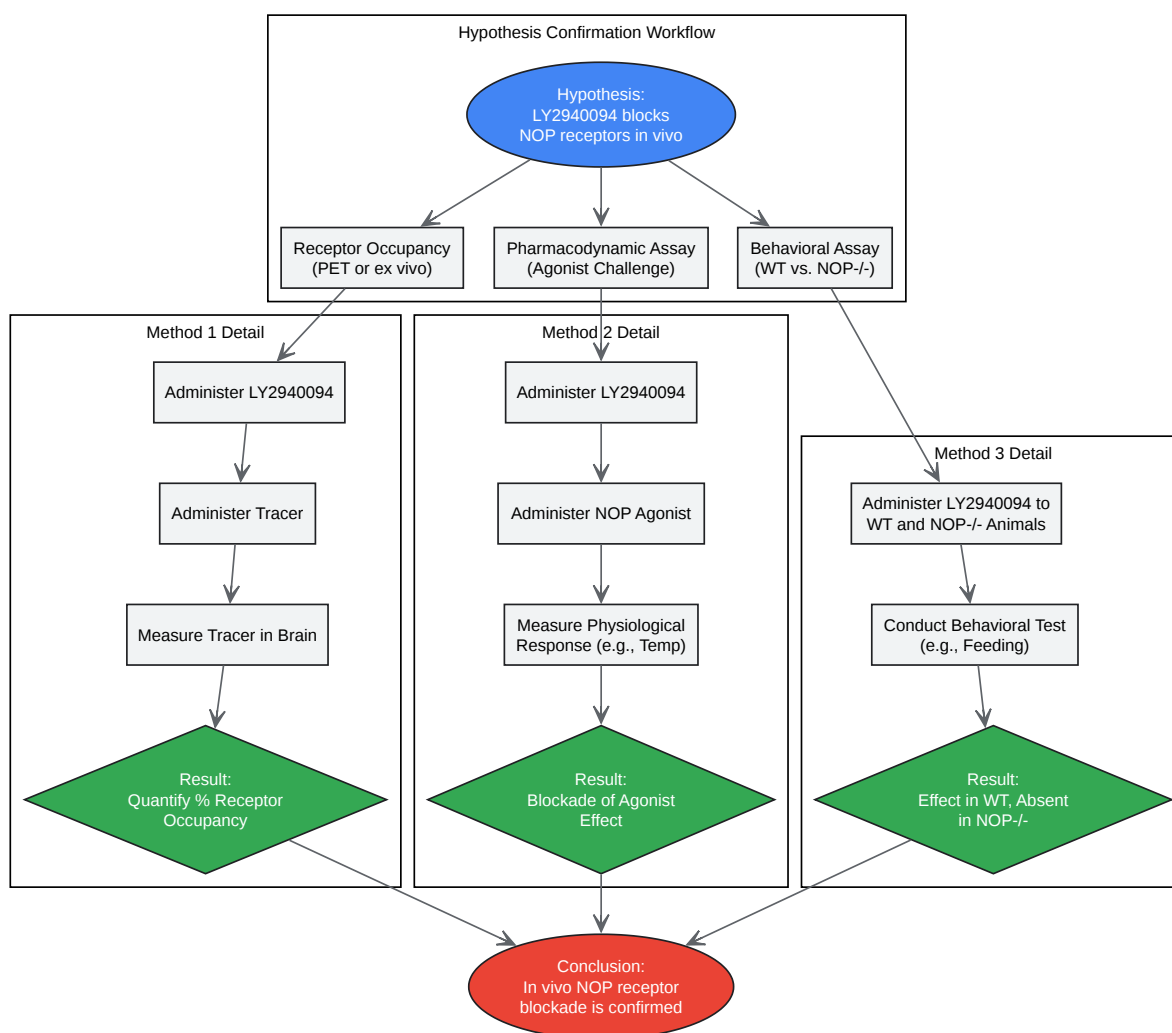 Hypothesis Confirmation Workflow
Hypothesis:
LY2940094 blocks
NOP receptors in vivo
Receptor Occupancy
(PET or ex vivo)
Pharmacodynamic Assay
(Agonist Challenge)
Behavioral Assay
(WT vs. NOP-/-)
Method 1 Detail
Administer LY2940094
Administer Tracer
Measure Tracer in Brain
Result:
Quantify % Receptor
Occupancy
Method 2 Detail
Administer LY2940094
Administer NOP Agonist
Measure Physiological
Response (e.g., Temp)
Result:
Blockade of Agonist
Effect
Method 3 Detail
Administer LY2940094 to
WT and NOP-/- Animals
Conduct Behavioral Test
(e.g., Feeding)
Result:
Effect in WT, Absent
in NOP-/-
Conclusion:
In vivo NOP receptor
blockade is confirmed